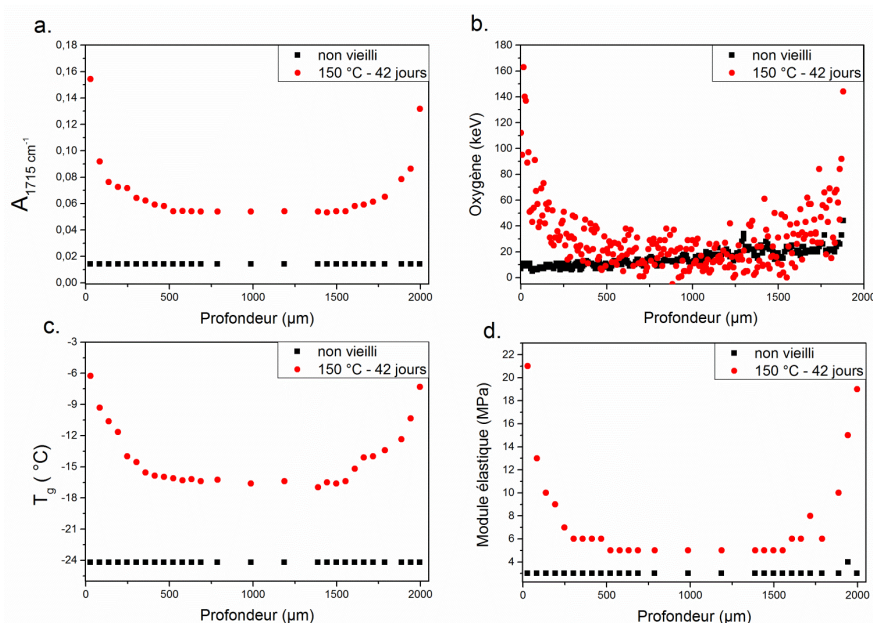 a.
0,18
0,16
0,14
0,12
0,10
0,08
0,06
0,04
0,02
0,00
A1715 cm-1
non vieilli
150 °C - 42 jours
0
500
1000
1500
2000
Profondeur (µm)
b.
180
160
140
120
100
80
60
40
20
0
Oxygène (keV)
non vieilli
150 °C - 42 jours
0
500
1000
1500
2000
Profondeur (µm)
c.
-3
-6
-9
-12
-15
-18
-21
-24
Tg ( °C)
non vieilli
150 °C - 42 jours
0
500
1000
1500
2000
Profondeur (µm)
d.
22
20
18
16
14
12
10
8
6
4
Module élastique (MPa)
non vieilli
150 °C - 42 jours
0
500
1000
1500
2000
Profondeur (µm)